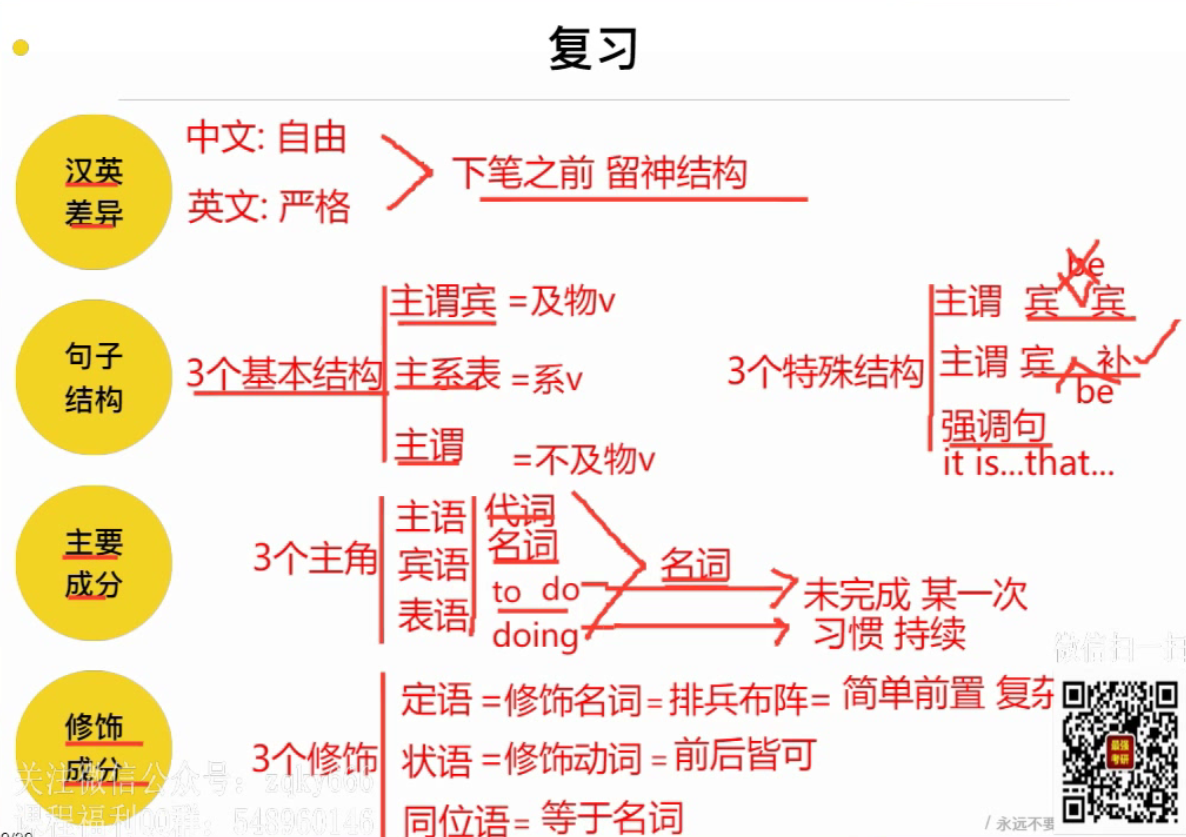 复习
汉英
差异
中文: 自由
英文: 严格
下笔之前 留神结构
句子
结构
3个基本结构
主谓宾 =及物v
主系表 =系v
主谓 =不及物v
3个特殊结构
be
主谓 宾 宾
主谓 宾 补
be
强调句
it is...that...
主要
成分
3个主角
主语
宾语
表语
代词
名词
to do
doing
名词
未完成 某一次
习惯 持续
修饰
成分
3个修饰
定语 =修饰名词= 排兵布阵= 简单前置 复杂
状语 =修饰动词 = 前后皆可
同位语= 等于名词
微信扫一扫
最强
考研
关注微信公众号: zqky666
课程福利QQ群: 548960146
/ 永远不要